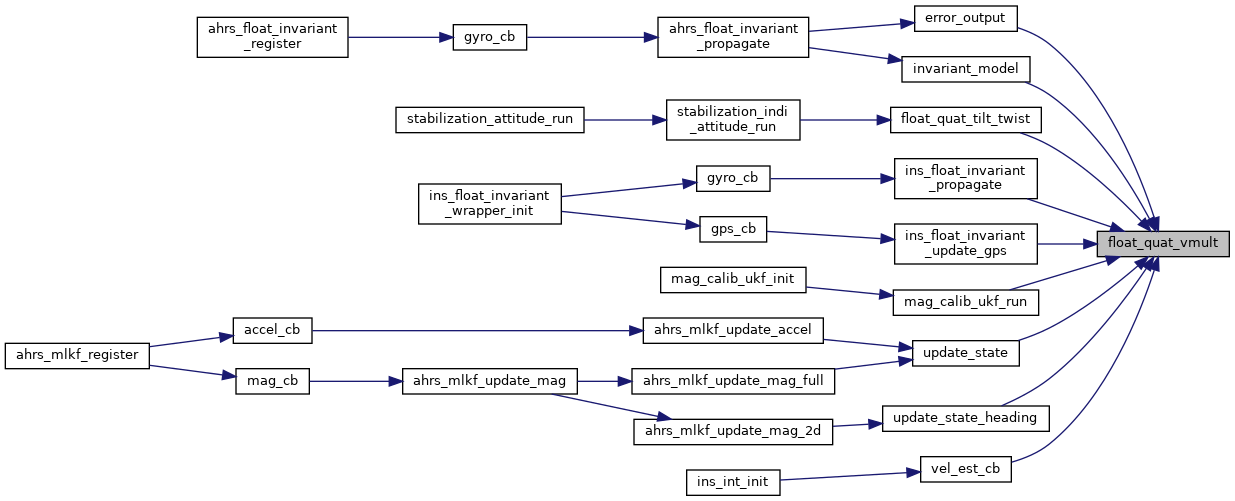 ahrs_float_invariant
_register
gyro_cb
ahrs_float_invariant
_propagate
error_output
invariant_model
stabilization_attitude_run
stabilization_indi
_attitude_run
float_quat_tilt_twist
ins_float_invariant
_wrapper_init
gyro_cb
ins_float_invariant
_propagate
gps_cb
ins_float_invariant
_update_gps
float_quat_vmult
mag_calib_ukf_init
mag_calib_ukf_run
ahrs_mlkf_register
accel_cb
ahrs_mlkf_update_accel
update_state
mag_cb
ahrs_mlkf_update_mag
ahrs_mlkf_update_mag_full
ahrs_mlkf_update_mag_2d
update_state_heading
ins_int_init
vel_est_cb